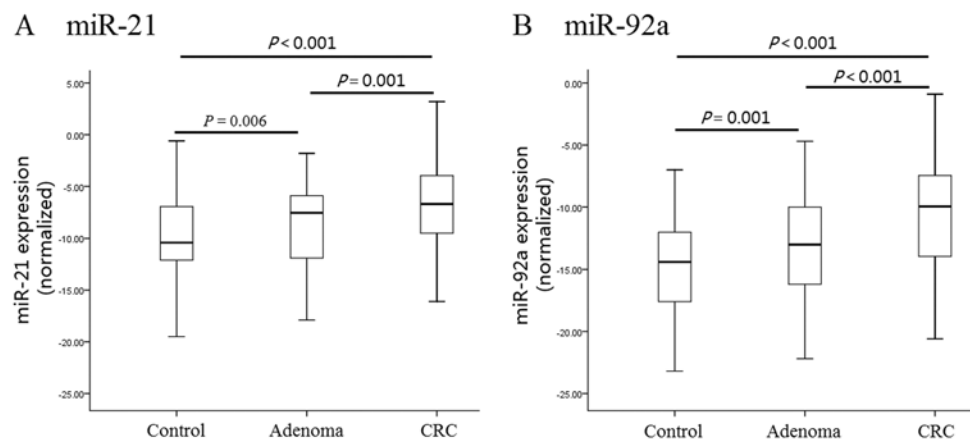 A miR-21
P < 0.001
P = 0.001
P = 0.006
miR-21 expression
(normalized)
5.00
0.00
-5.00
-10.00
-15.00
-20.00
-25.00
Control Adenoma CRC
B miR-92a
P < 0.001
P < 0.001
P = 0.001
miR-92a expression
(normalized)
0.00
-5.00
-10.00
-15.00
-20.00
-25.00
Control Adenoma CRC